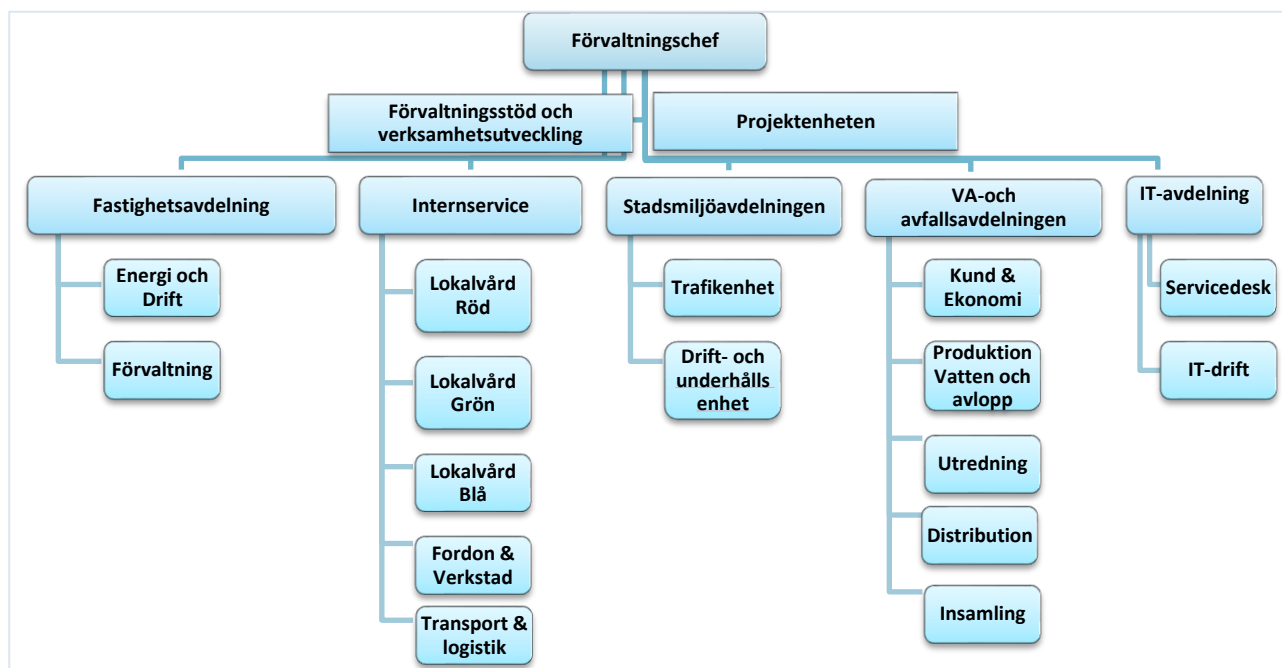 Förvaltningschef
Förvaltningsstöd och
verksamhetsutveckling
Projektenheten
Fastighetsavdelning
Internservice
Stadsmiljöavdelningen
VA-och
avfallsavdelningen
IT-avdelning
Energi och
Drift
Förvaltning
Lokalvård
Röd
Lokalvård
Grön
Lokalvård
Blå
Fordon &
Verkstad
Transport &
logistik
Trafikenhet
Drift- och
underhålls
enhet
Kund &
Ekonomi
Produktion
Vatten och
avlopp
Utredning
Distribution
Insamling
Servicedesk
IT-drift